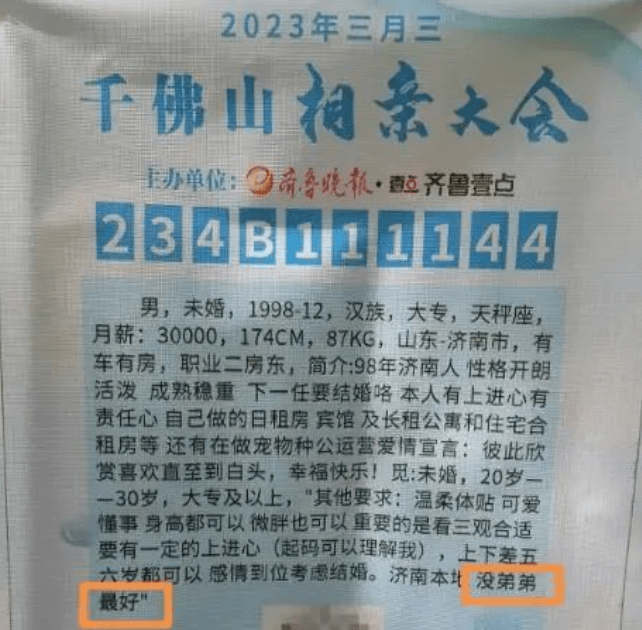 2023年三月三
千佛山相亲大会
主办单位：齐鲁晚报·壹点 齐鲁壹点
234B111144
男，未婚，1998-12，汉族，大专，天秤座，
月薪：30000，174CM，87KG，山东-济南市，有
车有房，职业二房东，简介:98年济南人 性格开朗
活泼 成熟稳重 下一任要结婚咯 本人有上进心有
责任心 自己做的日租房 宾馆 及长租公寓和住宅合
租房等 还有在做宠物种公运营爱情宣言：彼此欣
赏喜欢直至到白头，幸福快乐！觅:未婚，20岁—
—30岁，大专及以上，"其他要求：温柔体贴 可爱
懂事 身高都可以 微胖也可以 重要的是看三观合适
要有一定的上进心（起码可以理解我），上下差五
六岁都可以 感情到位考虑结婚。济南本地 没弟弟
最好"